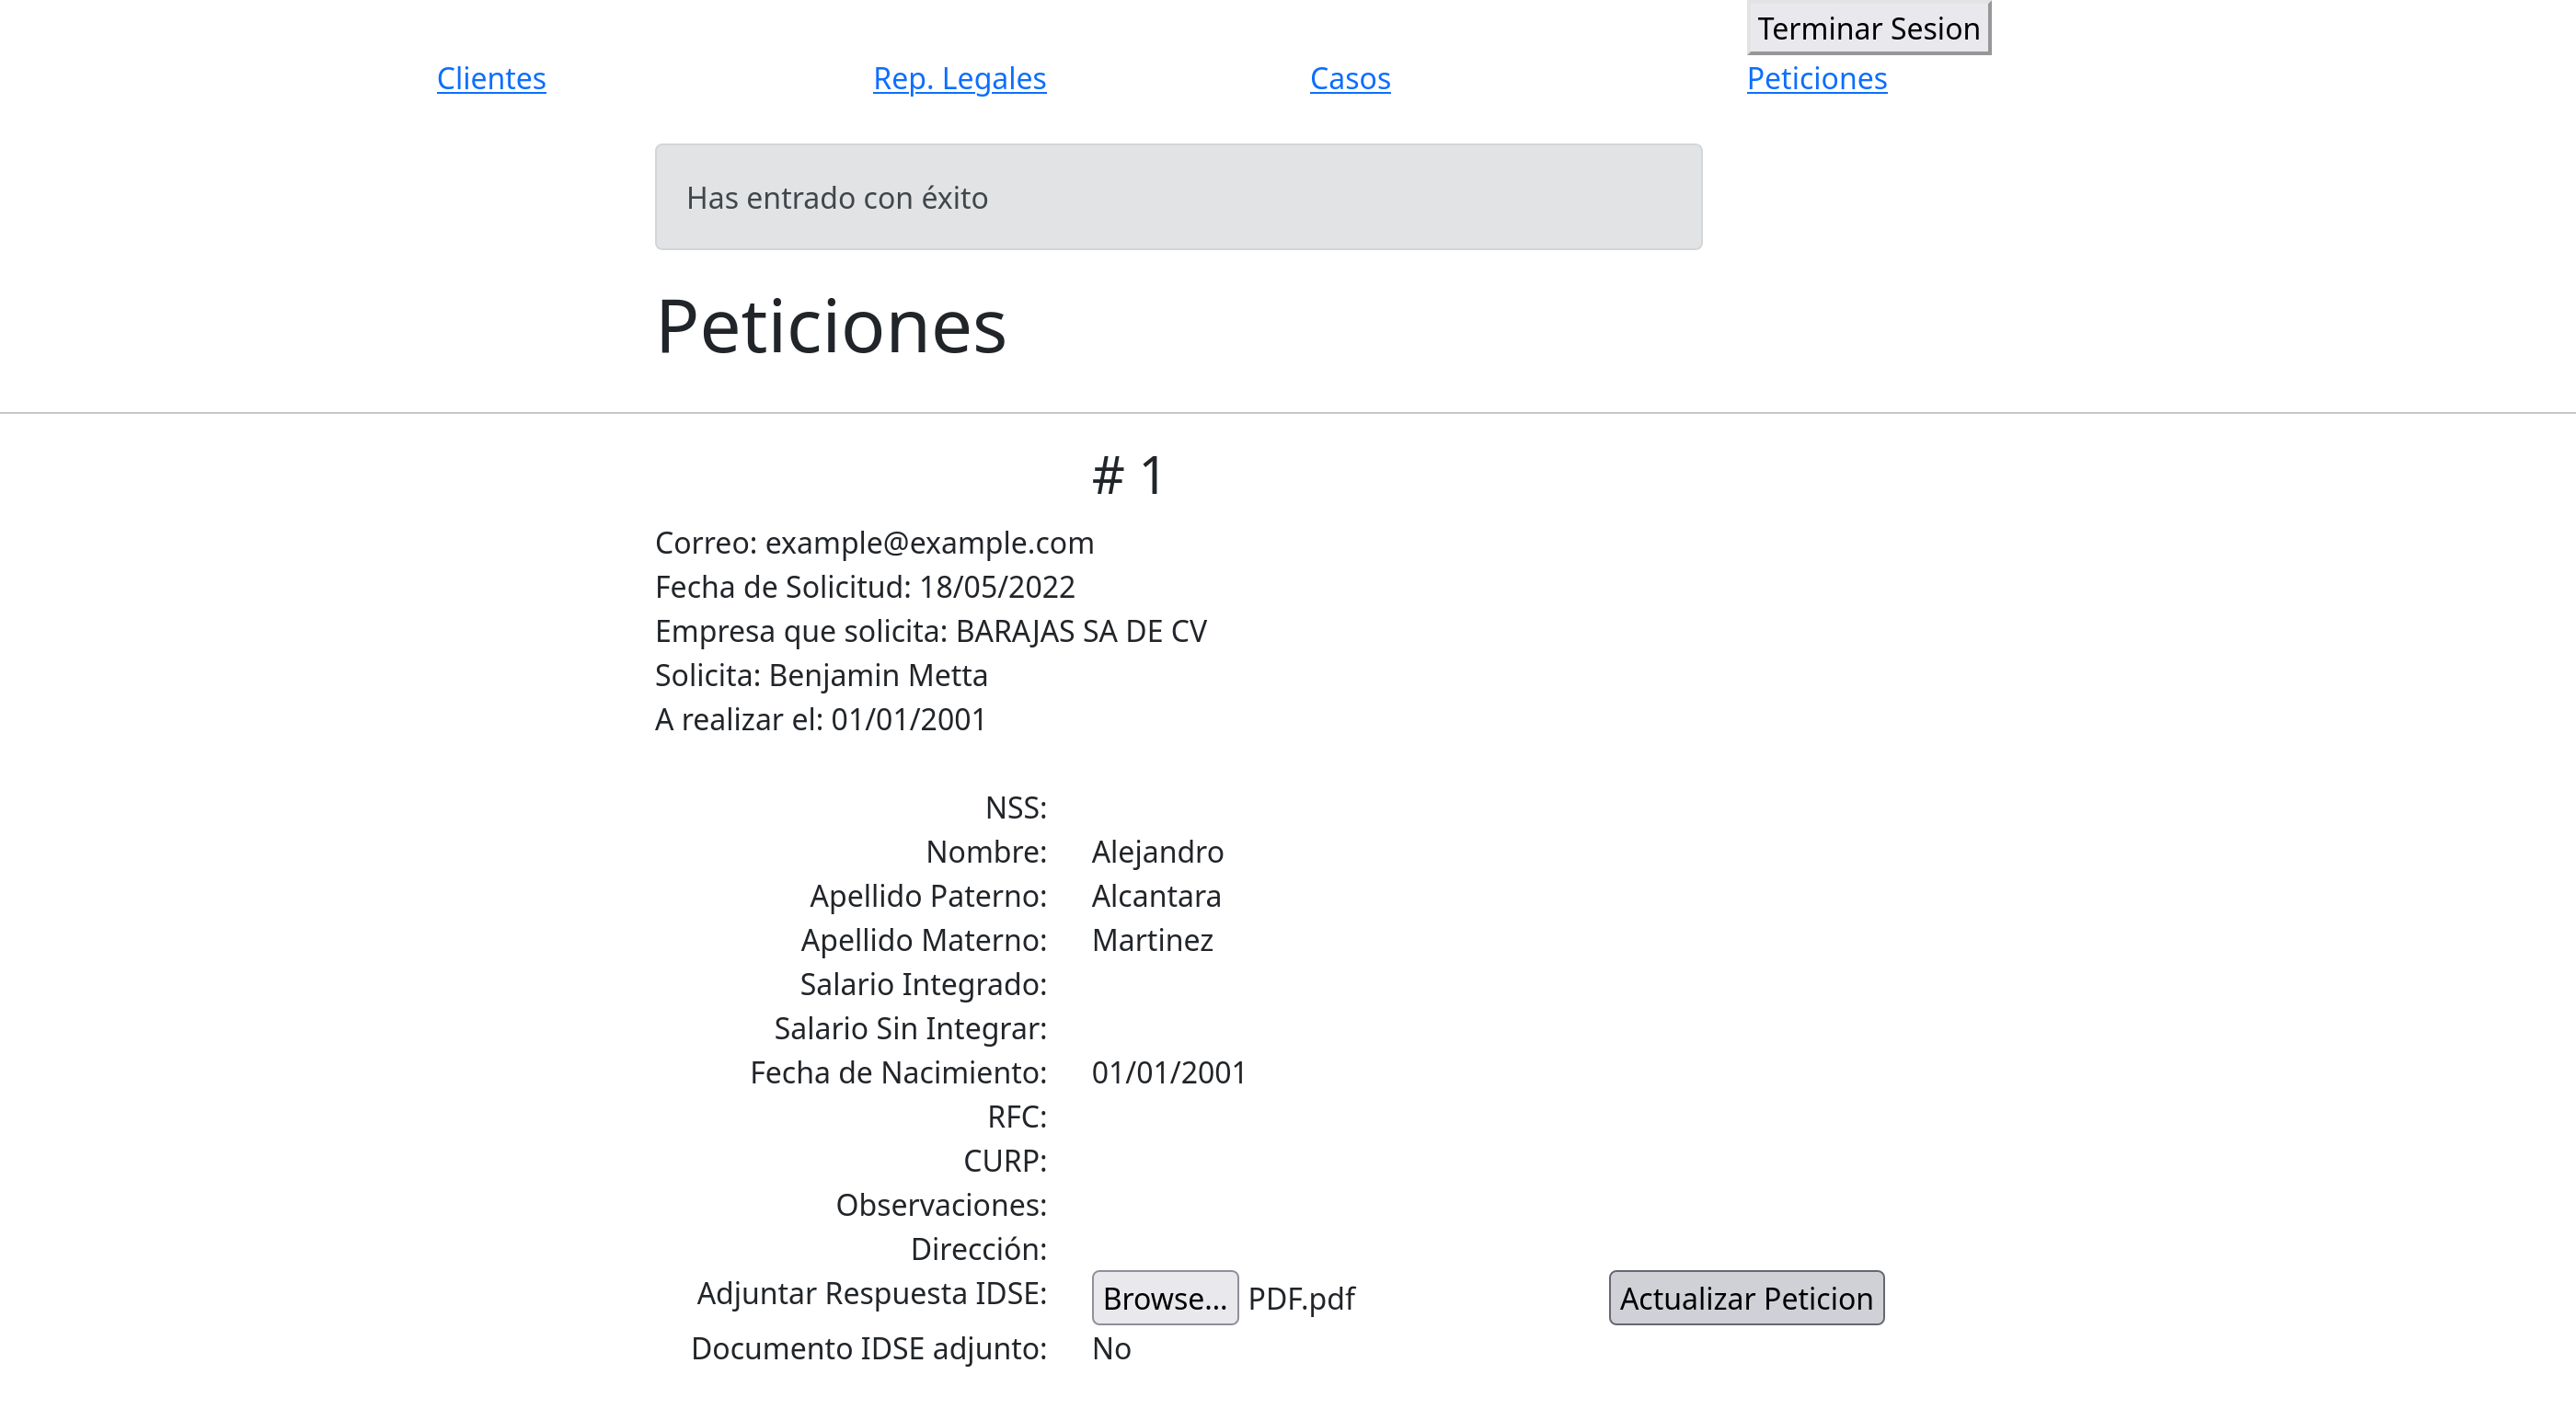 Terminar Sesion
Clientes Rep. Legales Casos Peticiones
Has entrado con éxito
Peticiones
# 1
Correo: example@example.com
Fecha de Solicitud: 18/05/2022
Empresa que solicita: BARAJAS SA DE CV
Solicita: Benjamin Metta
A realizar el: 01/01/2001
NSS:
Nombre: Alejandro
Apellido Paterno: Alcantara
Apellido Materno: Martinez
Salario Integrado:
Salario Sin Integrar:
Fecha de Nacimiento: 01/01/2001
RFC:
CURP:
Observaciones:
Dirección:
Adjuntar Respuesta IDSE: Browse... PDF.pdf Actualizar Peticion
Documento IDSE adjunto: No